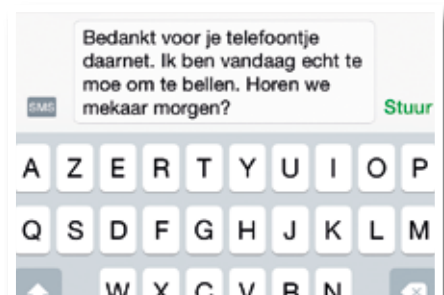 Bedankt voor je telefoontje
daarnet. Ik ben vandaag echt te
moe om te bellen. Horen we
mekaar morgen?
SMS
Stuur
A Z E R T Y U I O P
Q S D F G H J K L M
W X C V B N